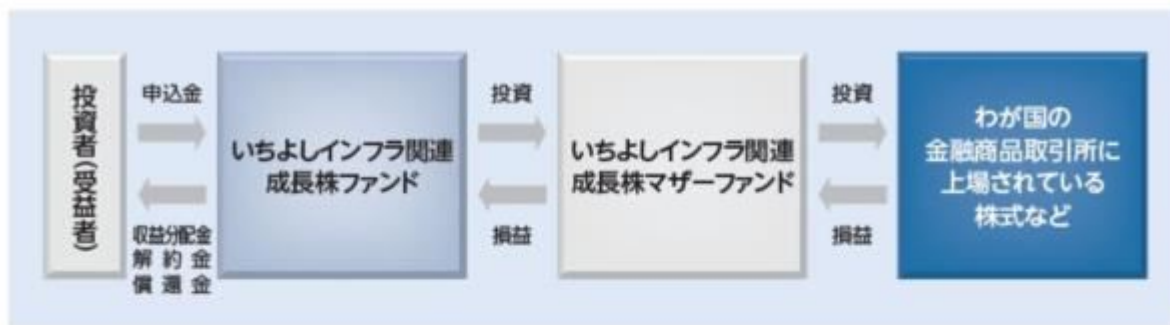 投資者(受益者)
申込金
収益分配金
解約金
償還金
いちよしインフラ関連
成長株ファンド
投資
損益
いちよしインフラ関連
成長株マザーファンド
投資
損益
わが国の
金融商品取引所に
上場されている
株式など